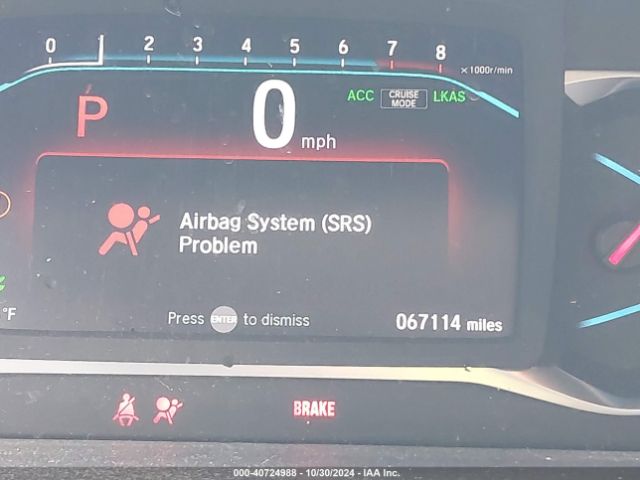 0 2 3 4 5 6 7 8
x1000r/min
P
0 mph
ACC CRUISE MODE LKAS
Airbag System (SRS)
Problem
°F
Press ENTER to dismiss
067114 miles
BRAKE
000-40724988 - 10/30/2024 - IAA Inc.